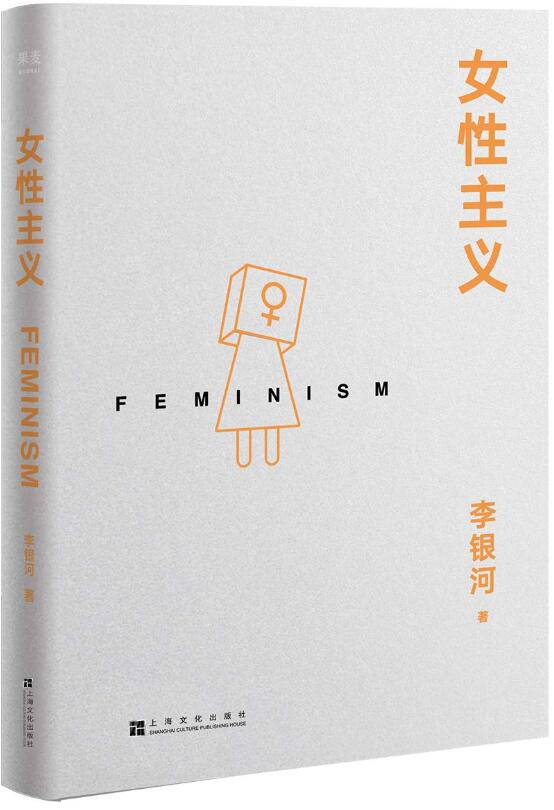 果麦
女性主义
FEMINISM
李银河 著
上海文化出版社
女性主义
FEMINISM
李银河
著
上海文化出版社
SHANGHAI CULTURE PUBLISHING HOUSE